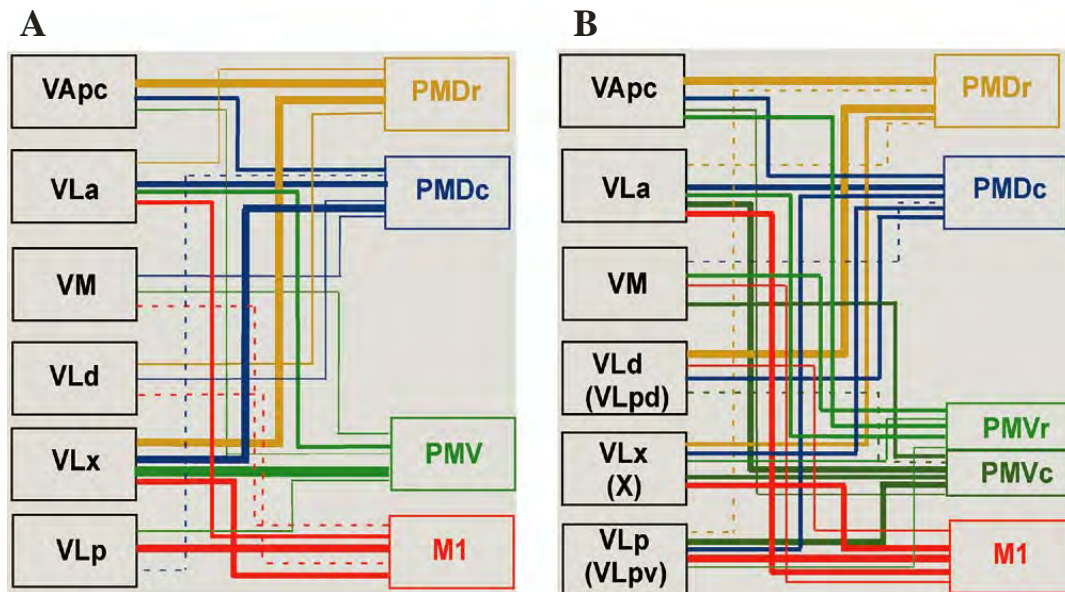 A
VApc
VLa
VM
VLd
VLx
VLp
PMDr
PMDc
PMV
M1
B
VApc
VLa
VM
VLd
(VLpd)
VLx
(X)
VLp
(VLpv)
PMDr
PMDc
PMVr
PMVc
M1